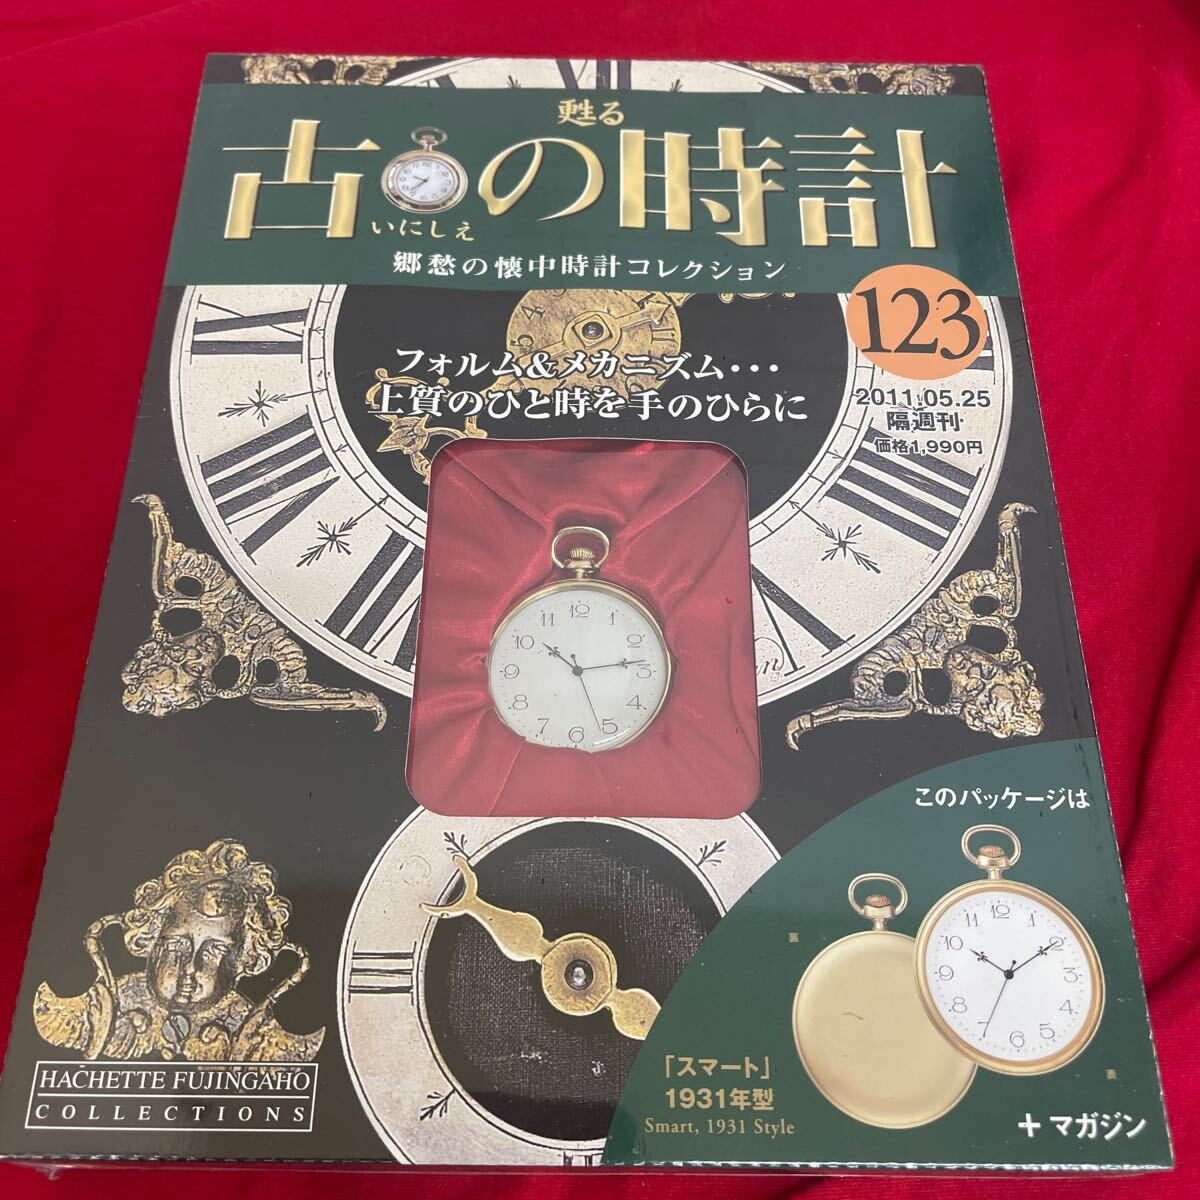 甦る
古の時計
いにしえ
郷愁の懐中時計コレクション
123
2011.05.25
隔週刊
価格1,990円
フォルム&メカニズム・・・
上質のひと時を手のひらに
このパッケージは
裏
表
「スマート」
1931年型
Smart, 1931 Style
+マガジン
HACHETTE FUJINGAHO
COLLECTIONS